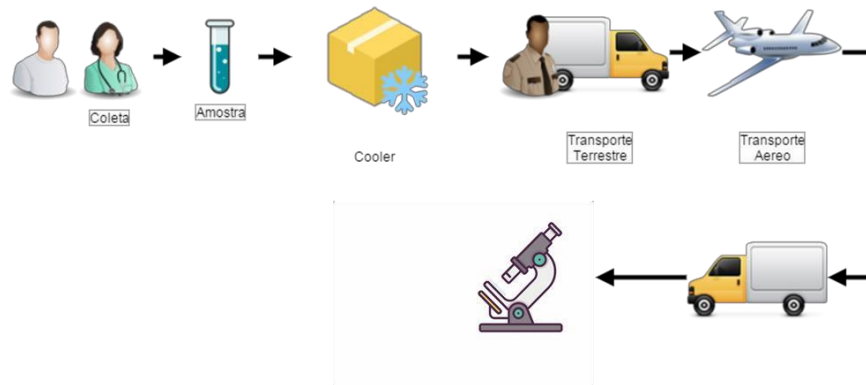 Coleta
Amostra
Cooler
Transporte
Terrestre
Transporte
Aereo